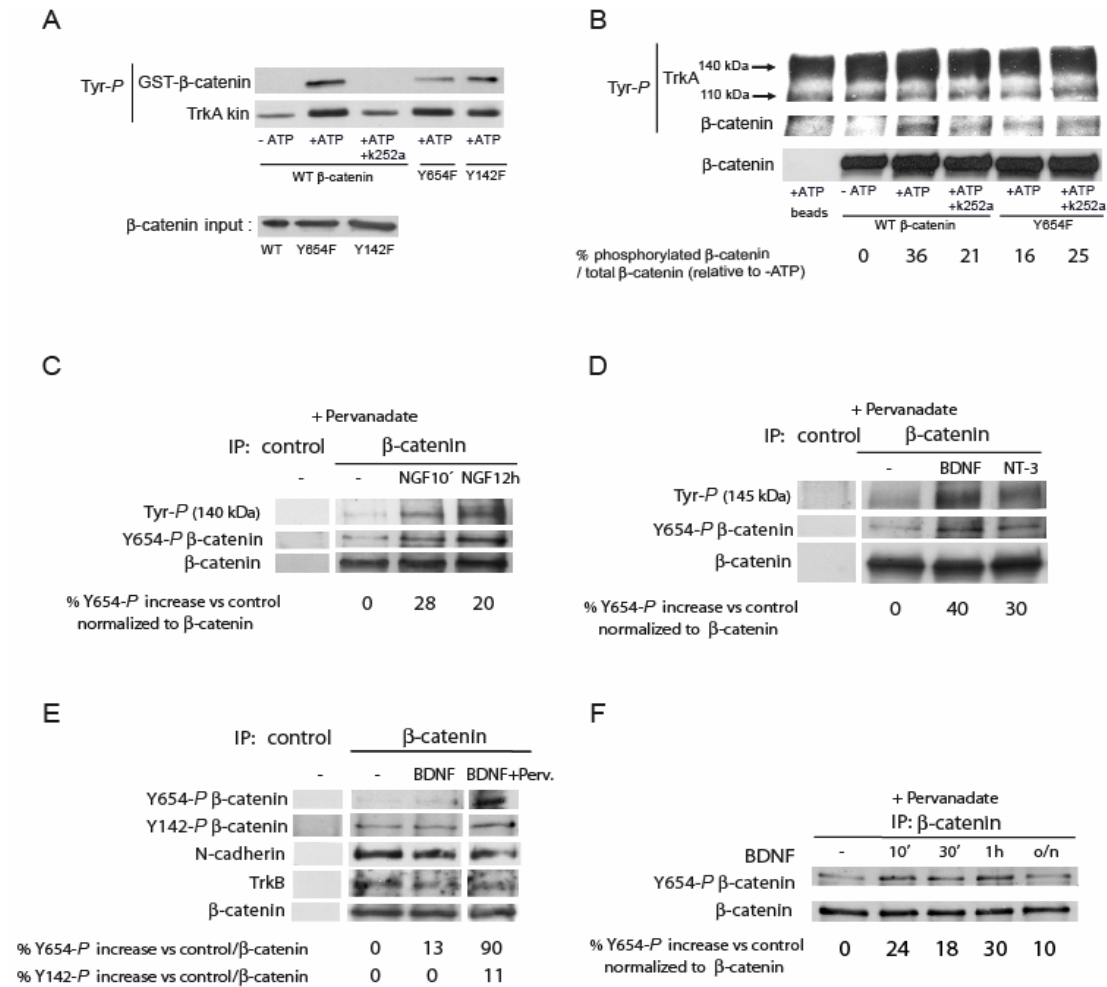 A
Tyr-P
GST-β-catenin
TrkA kin
- ATP +ATP +ATP +ATP +ATP
+k252a
WT β-catenin Y654F Y142F
β-catenin input :
WT Y654F Y142F
B
Tyr-P
TrkA
140 kDa
110 kDa
β-catenin
β-catenin
+ATP - ATP +ATP +ATP +ATP +ATP
+k252a +k252a
beads WT β-catenin Y654F
% phosphorylated β-catenin
/ total β-catenin (relative to -ATP)
0 36 21 16 25
C
+ Pervanadate
IP: control β-catenin
- - NGF10´ NGF12h
Tyr-P (140 kDa)
Y654-P β-catenin
β-catenin
% Y654-P increase vs control
normalized to β-catenin
0 28 20
D
+ Pervanadate
IP: control β-catenin
- BDNF NT-3
Tyr-P (145 kDa)
Y654-P β-catenin
β-catenin
% Y654-P increase vs control
normalized to β-catenin
0 40 30
E
IP: control β-catenin
- - BDNF BDNF+Perv.
Y654-P β-catenin
Y142-P β-catenin
N-cadherin
TrkB
β-catenin
% Y654-P increase vs control/β-catenin 0 13 90
% Y142-P increase vs control/β-catenin 0 0 11
F
+ Pervanadate
IP: β-catenin
BDNF - 10′ 30′ 1h o/n
Y654-P β-catenin
β-catenin
% Y654-P increase vs control
normalized to β-catenin
0 24 18 30 10